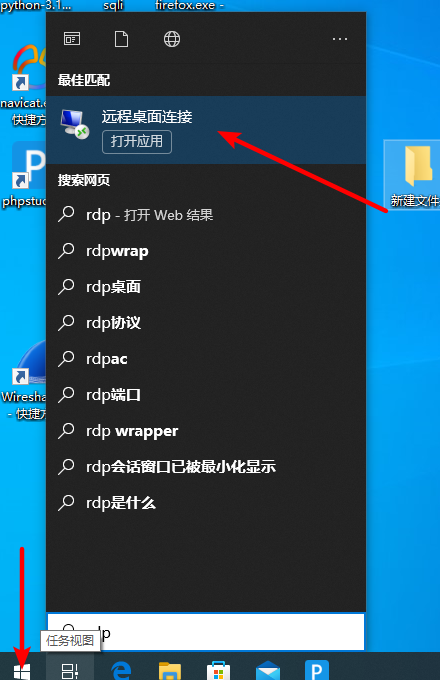 python-3.1...
sqli
firefox.exe -
最佳匹配
远程桌面连接
打开应用
搜索网页
rdp - 打开 Web 结果
rdpwrap
rdp桌面
rdp协议
rdpac
rdp端口
rdp wrapper
rdp会话窗口已被最小化显示
rdp是什么
navicat.e
快捷方
phpstud
新建文件
Wiresha
- 快捷方
任务视图
dp